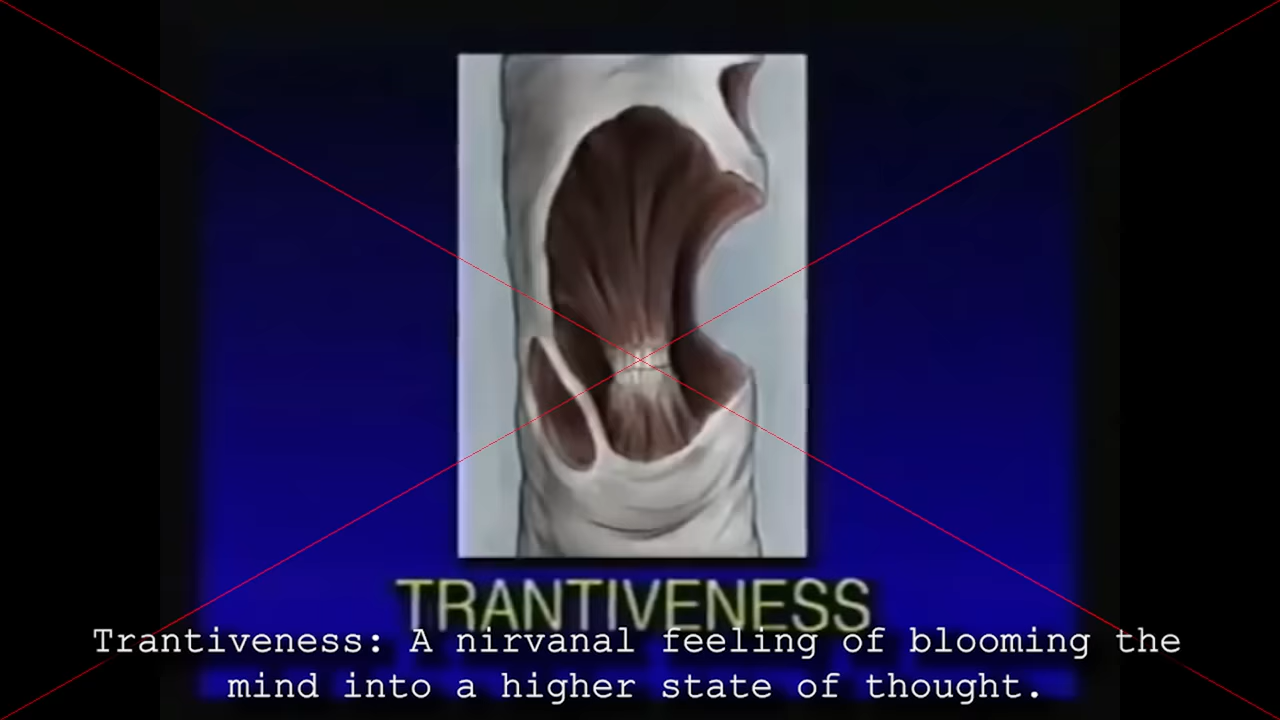 TRANTIVENESS
Trantiveness: A nirvanal feeling of blooming the
mind into a higher state of thought.